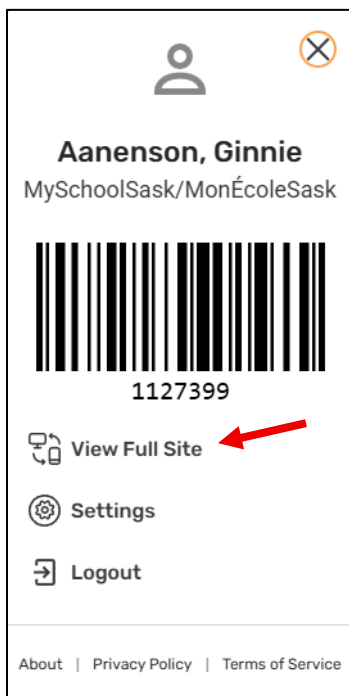 Aanenson, Ginnie
MySchoolSask/MonÉcoleSask
1127399
View Full Site
Settings
Logout
About | Privacy Policy | Terms of Service